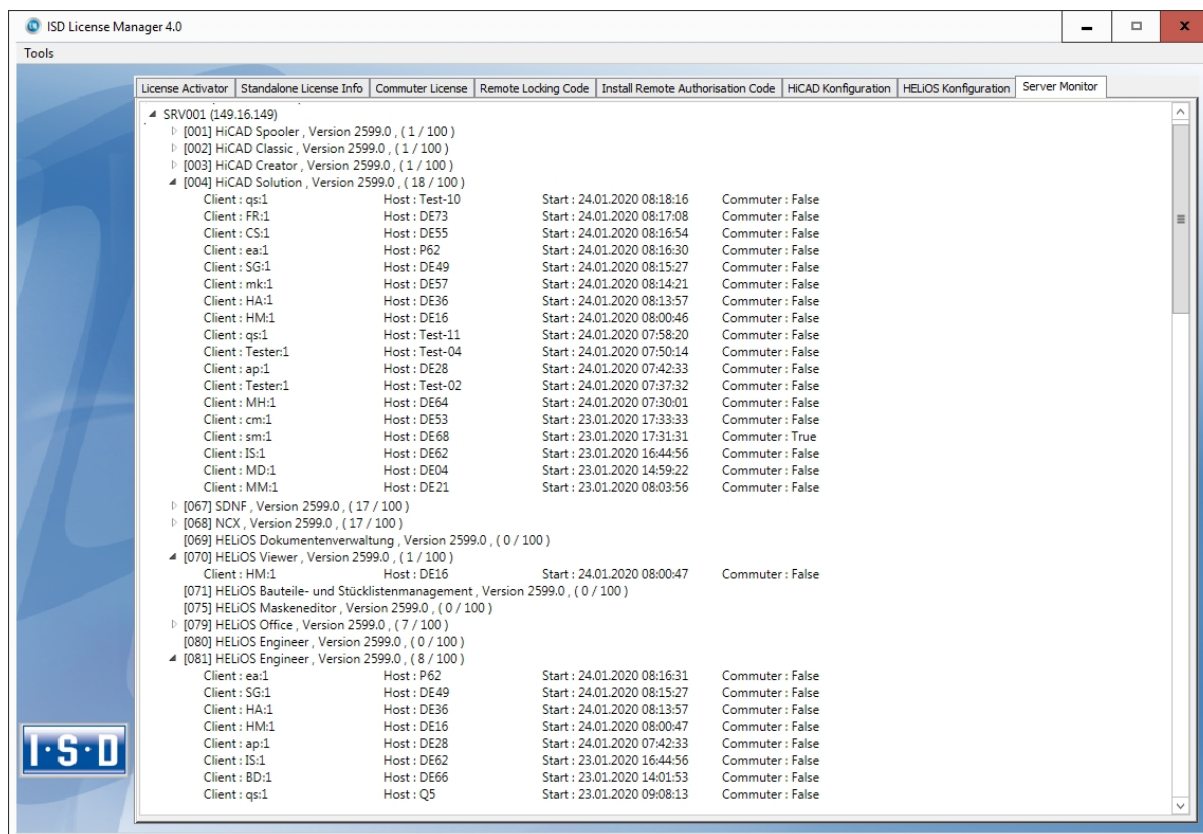 ISD License Manager 4.0
Tools
License Activator Standalone License Info Commuter License Remote Locking Code Install Remote Authorisation Code HiCAD Konfiguration HELiOS Konfiguration Server Monitor
SRV001 (149.16.149)
[001] HiCAD Spooler , Version 2599.0 , ( 1 / 100 )
[002] HiCAD Classic , Version 2599.0 , ( 1 / 100 )
[003] HiCAD Creator , Version 2599.0 , ( 1 / 100 )
[004] HiCAD Solution , Version 2599.0 , ( 18 / 100 )
Client : qs:1 Host : Test-10 Start : 24.01.2020 08:18:16 Commuter : False
Client : FR:1 Host : DE73 Start : 24.01.2020 08:17:08 Commuter : False
Client : CS:1 Host : DE55 Start : 24.01.2020 08:16:54 Commuter : False
Client : ea:1 Host : P62 Start : 24.01.2020 08:16:30 Commuter : False
Client : SG:1 Host : DE49 Start : 24.01.2020 08:15:27 Commuter : False
Client : mk:1 Host : DE57 Start : 24.01.2020 08:14:21 Commuter : False
Client : HA:1 Host : DE36 Start : 24.01.2020 08:13:57 Commuter : False
Client : HM:1 Host : DE16 Start : 24.01.2020 08:00:46 Commuter : False
Client : qs:1 Host : Test-11 Start : 24.01.2020 07:58:20 Commuter : False
Client : Tester:1 Host : Test-04 Start : 24.01.2020 07:50:14 Commuter : False
Client : ap:1 Host : DE28 Start : 24.01.2020 07:42:33 Commuter : False
Client : Tester:1 Host : Test-02 Start : 24.01.2020 07:37:32 Commuter : False
Client : MH:1 Host : DE64 Start : 24.01.2020 07:30:01 Commuter : False
Client : cm:1 Host : DE53 Start : 23.01.2020 17:33:33 Commuter : False
Client : sm:1 Host : DE68 Start : 23.01.2020 17:31:31 Commuter : True
Client : IS:1 Host : DE62 Start : 23.01.2020 16:44:56 Commuter : False
Client : MD:1 Host : DE04 Start : 23.01.2020 14:59:22 Commuter : False
Client : MM:1 Host : DE21 Start : 23.01.2020 08:03:56 Commuter : False
[067] SDNF , Version 2599.0 , ( 17 / 100 )
[068] NCX , Version 2599.0 , ( 17 / 100 )
[069] HELiOS Dokumentenverwaltung , Version 2599.0 , ( 0 / 100 )
[070] HELiOS Viewer , Version 2599.0 , ( 1 / 100 )
Client : HM:1 Host : DE16 Start : 24.01.2020 08:00:47 Commuter : False
[071] HELiOS Bauteile- und Stücklistenmanagement , Version 2599.0 , ( 0 / 100 )
[075] HELiOS Maskeneditor , Version 2599.0 , ( 0 / 100 )
[079] HELiOS Office , Version 2599.0 , ( 7 / 100 )
[080] HELiOS Engineer , Version 2599.0 , ( 0 / 100 )
[081] HELiOS Engineer , Version 2599.0 , ( 8 / 100 )
Client : ea:1 Host : P62 Start : 24.01.2020 08:16:31 Commuter : False
Client : SG:1 Host : DE49 Start : 24.01.2020 08:15:27 Commuter : False
Client : HA:1 Host : DE36 Start : 24.01.2020 08:13:57 Commuter : False
Client : HM:1 Host : DE16 Start : 24.01.2020 08:00:47 Commuter : False
Client : ap:1 Host : DE28 Start : 24.01.2020 07:42:33 Commuter : False
Client : IS:1 Host : DE62 Start : 23.01.2020 16:44:56 Commuter : False
Client : BD:1 Host : DE66 Start : 23.01.2020 14:01:53 Commuter : False
Client : qs:1 Host : Q5 Start : 23.01.2020 09:08:13 Commuter : False
I·S·D